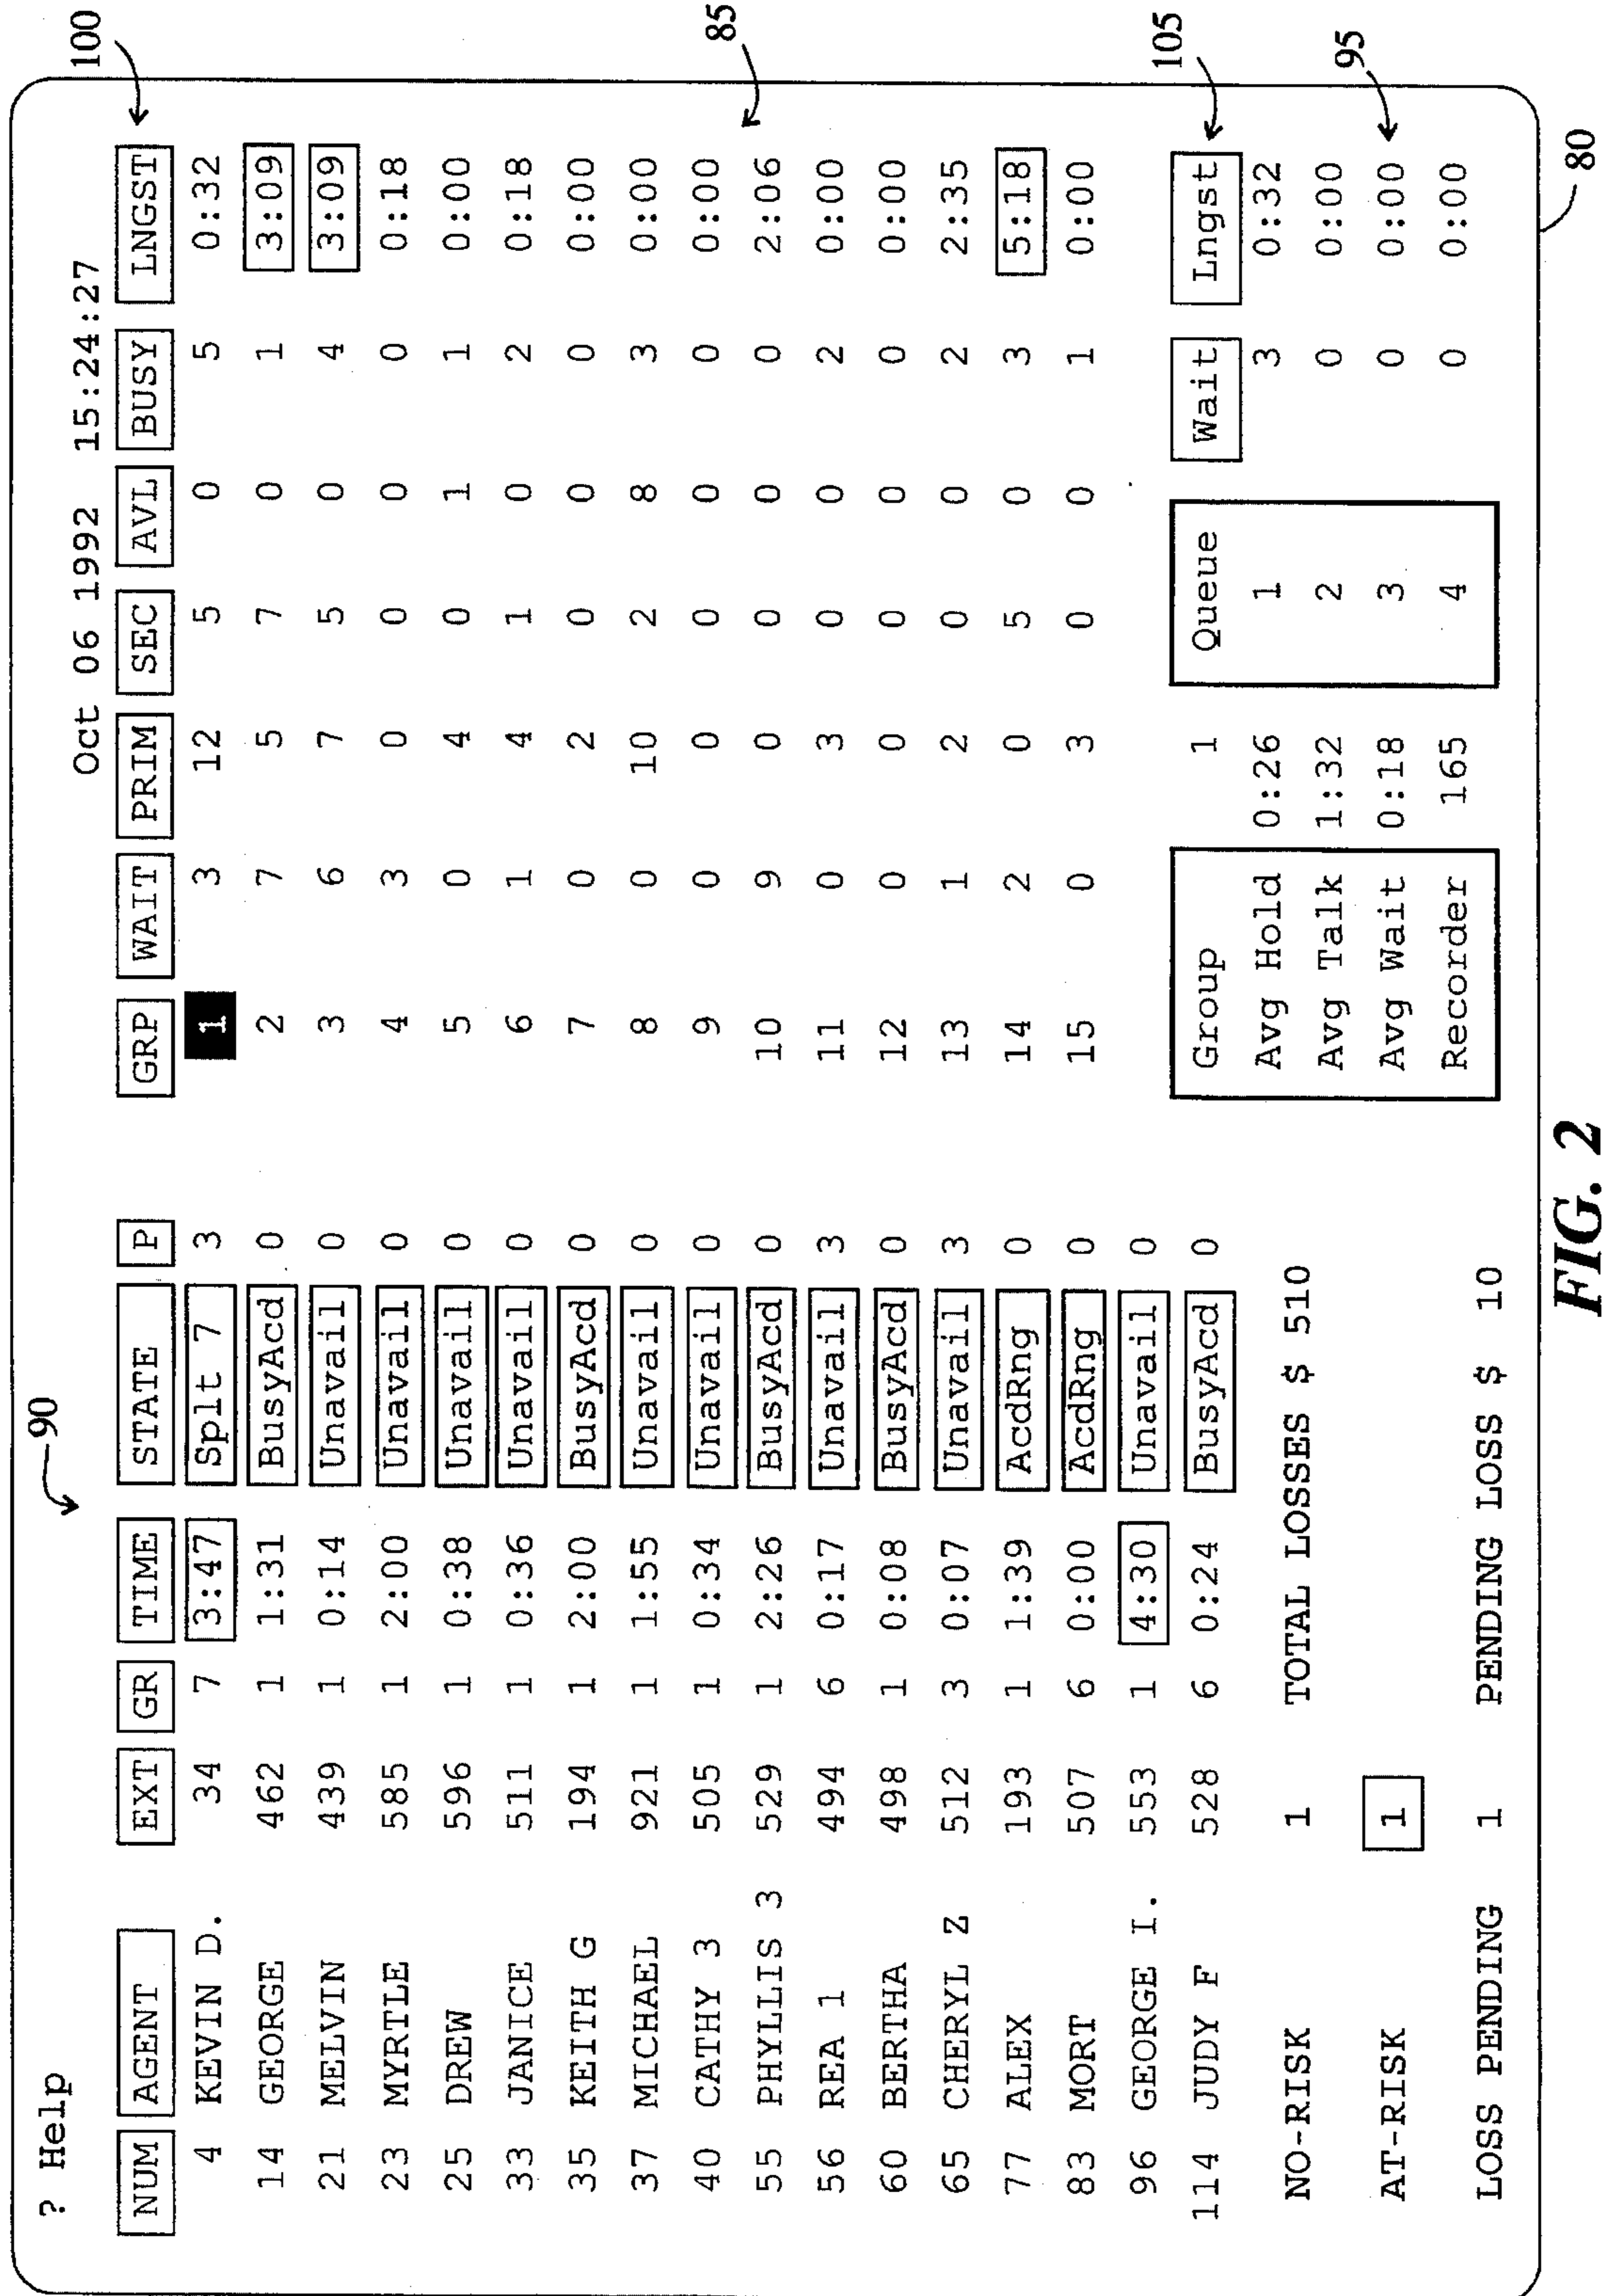 ? Help
90
Oct 06 1992 15:24:27
100
NUM AGENT EXT GR TIME STATE P GRP WAIT PRIM SEC AVL BUSY LNGST
4 KEVIN D. 34 7 3:47 Splt 7 3 1 3 12 5 0 5 0:32
14 GEORGE 462 1 1:31 BusyAcd 0 2 7 5 7 0 1 3:09
21 MELVIN 439 1 0:14 Unavail 0 3 6 7 5 0 4 3:09
23 MYRTLE 585 1 2:00 Unavail 0 4 3 0 0 0 0 0:18
25 DREW 596 1 0:38 Unavail 0 5 0 4 0 1 1 0:00
33 JANICE 511 1 0:36 Unavail 0 6 1 4 1 0 2 0:18
35 KEITH G 194 1 2:00 BusyAcd 0 7 0 2 0 0 0 0:00
37 MICHAEL 921 1 1:55 Unavail 0 8 0 10 2 8 3 0:00
40 CATHY 3 505 1 0:34 Unavail 0 9 0 0 0 0 0 0:00
85
55 PHYLLIS 3 529 1 2:26 BusyAcd 0 10 9 0 0 0 0 2:06
56 REA 1 494 6 0:17 Unavail 3 11 0 3 0 0 2 0:00
60 BERTHA 498 1 0:08 BusyAcd 0 12 0 0 0 0 0 0:00
65 CHERYL Z 512 3 0:07 Unavail 3 13 1 2 0 0 2 2:35
77 ALEX 193 1 1:39 AcdRng 0 14 2 0 5 0 3 5:18
83 MORT 507 6 0:00 AcdRng 0 15 0 3 0 0 1 0:00
96 GEORGE I. 553 1 4:30 Unavail 0
105
114 JUDY F 528 6 0:24 BusyAcd 0 Group 1 Queue Wait Lngst
NO-RISK 1 TOTAL LOSSES $ 510 Avg Hold 0:26 1 3 0:32
Avg Talk 1:32 2 0 0:00
95
AT-RISK 1 Avg Wait 0:18 3 0 0:00
Recorder 165 4 0 0:00
LOSS PENDING 1 PENDING LOSS $ 10
80
FIG. 2